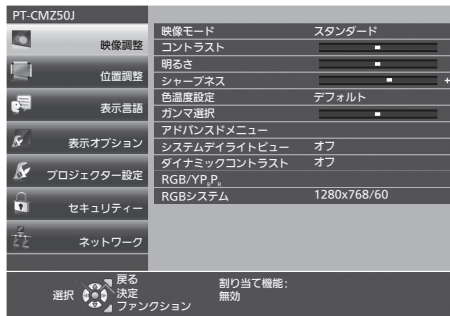 PT-CMZ50J
映像調整
位置調整
表示言語
表示オプション
プロジェクター設定
セキュリティー
ネットワーク
映像モード スタンダード
コントラスト
明るさ
シャープネス +
色温度設定 デフォルト
ガンマ選択
アドバンスドメニュー
システムデイライトビュー オフ
ダイナミックコントラスト オフ
RGB/YPBPR
RGBシステム 1280x768/60
選択
戻る
決定
ファンクション
割り当て機能:
無効